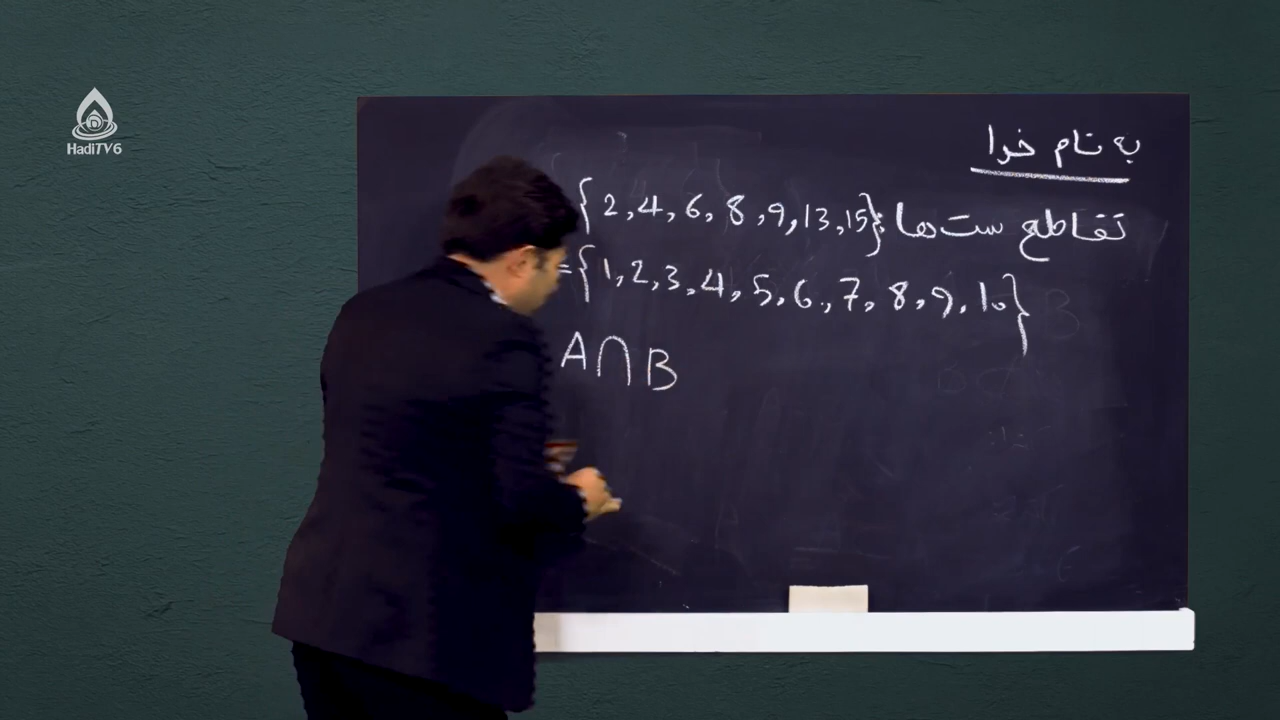 HadiTV6
به نام خدا
تقاطع ست‌ها:
{2,4,6,8,9,13,15}
={1,2,3,4,5,6,7,8,9,10}
A∩B